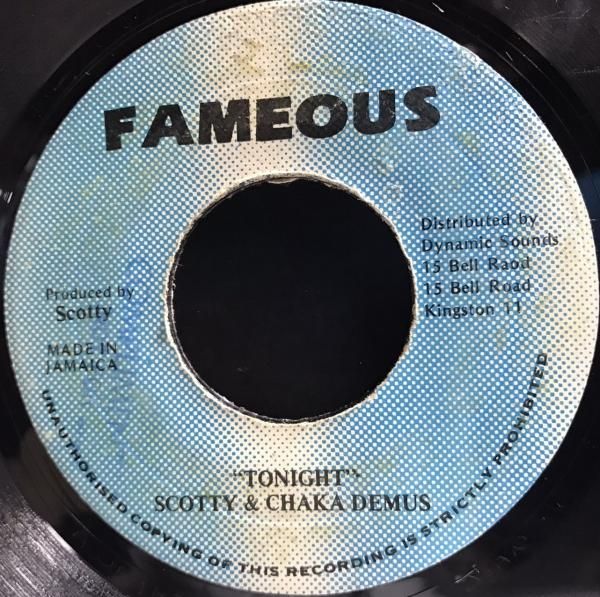 FAMEOUS
Distributed by
Dynamic Sounds
15 Bell Raod
15 Bell Road
Kingston 11
Produced by
Scotty
MADE IN
JAMAICA
"TONIGHT"
SCOTTY & CHAKA DEMUS
UNAUTHORISED COPYING OF THIS RECORDING IS STRICTLY PROHIBITED